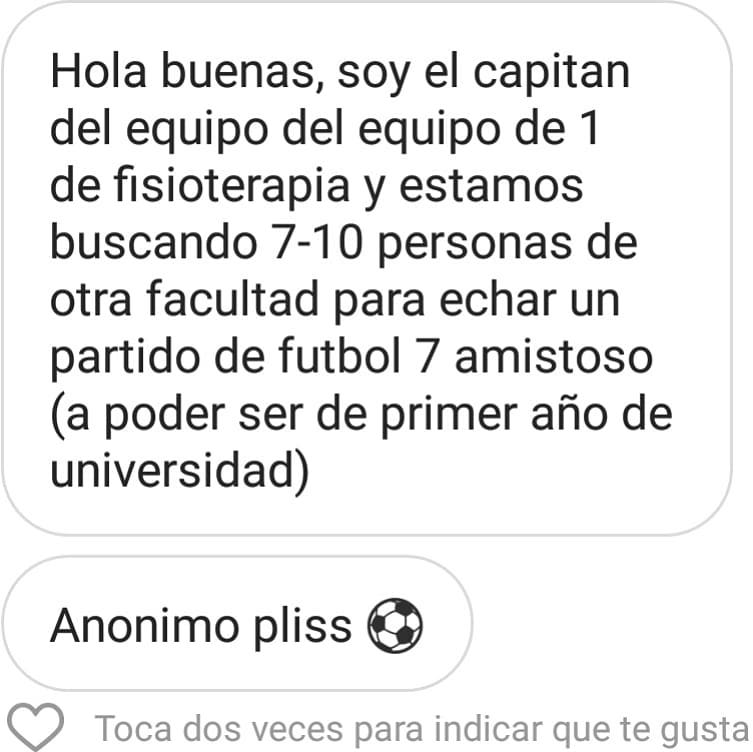 Hola buenas, soy el capitan
del equipo del equipo de 1
de fisioterapia y estamos
buscando 7-10 personas de
otra facultad para echar un
partido de futbol 7 amistoso
(a poder ser de primer año de
universidad)
Anonimo pliss ⚽
Toca dos veces para indicar que te gusta